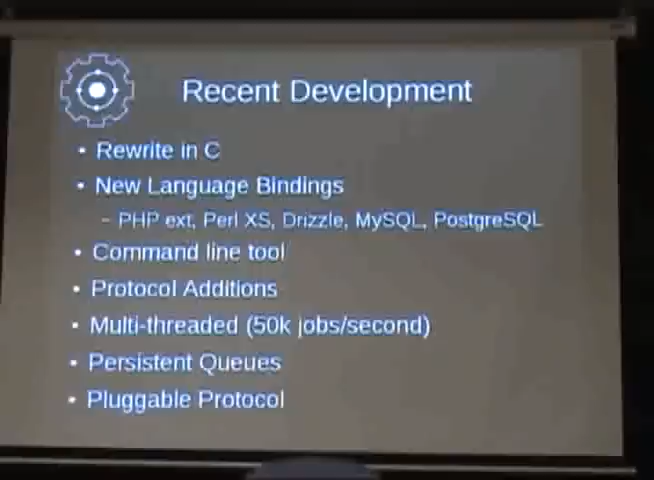 Recent Development
• Rewrite in C
• New Language Bindings
– PHP ext, Perl XS, Drizzle, MySQL, PostgreSQL
• Command line tool
• Protocol Additions
• Multi-threaded (50k jobs/second)
• Persistent Queues
• Pluggable Protocol